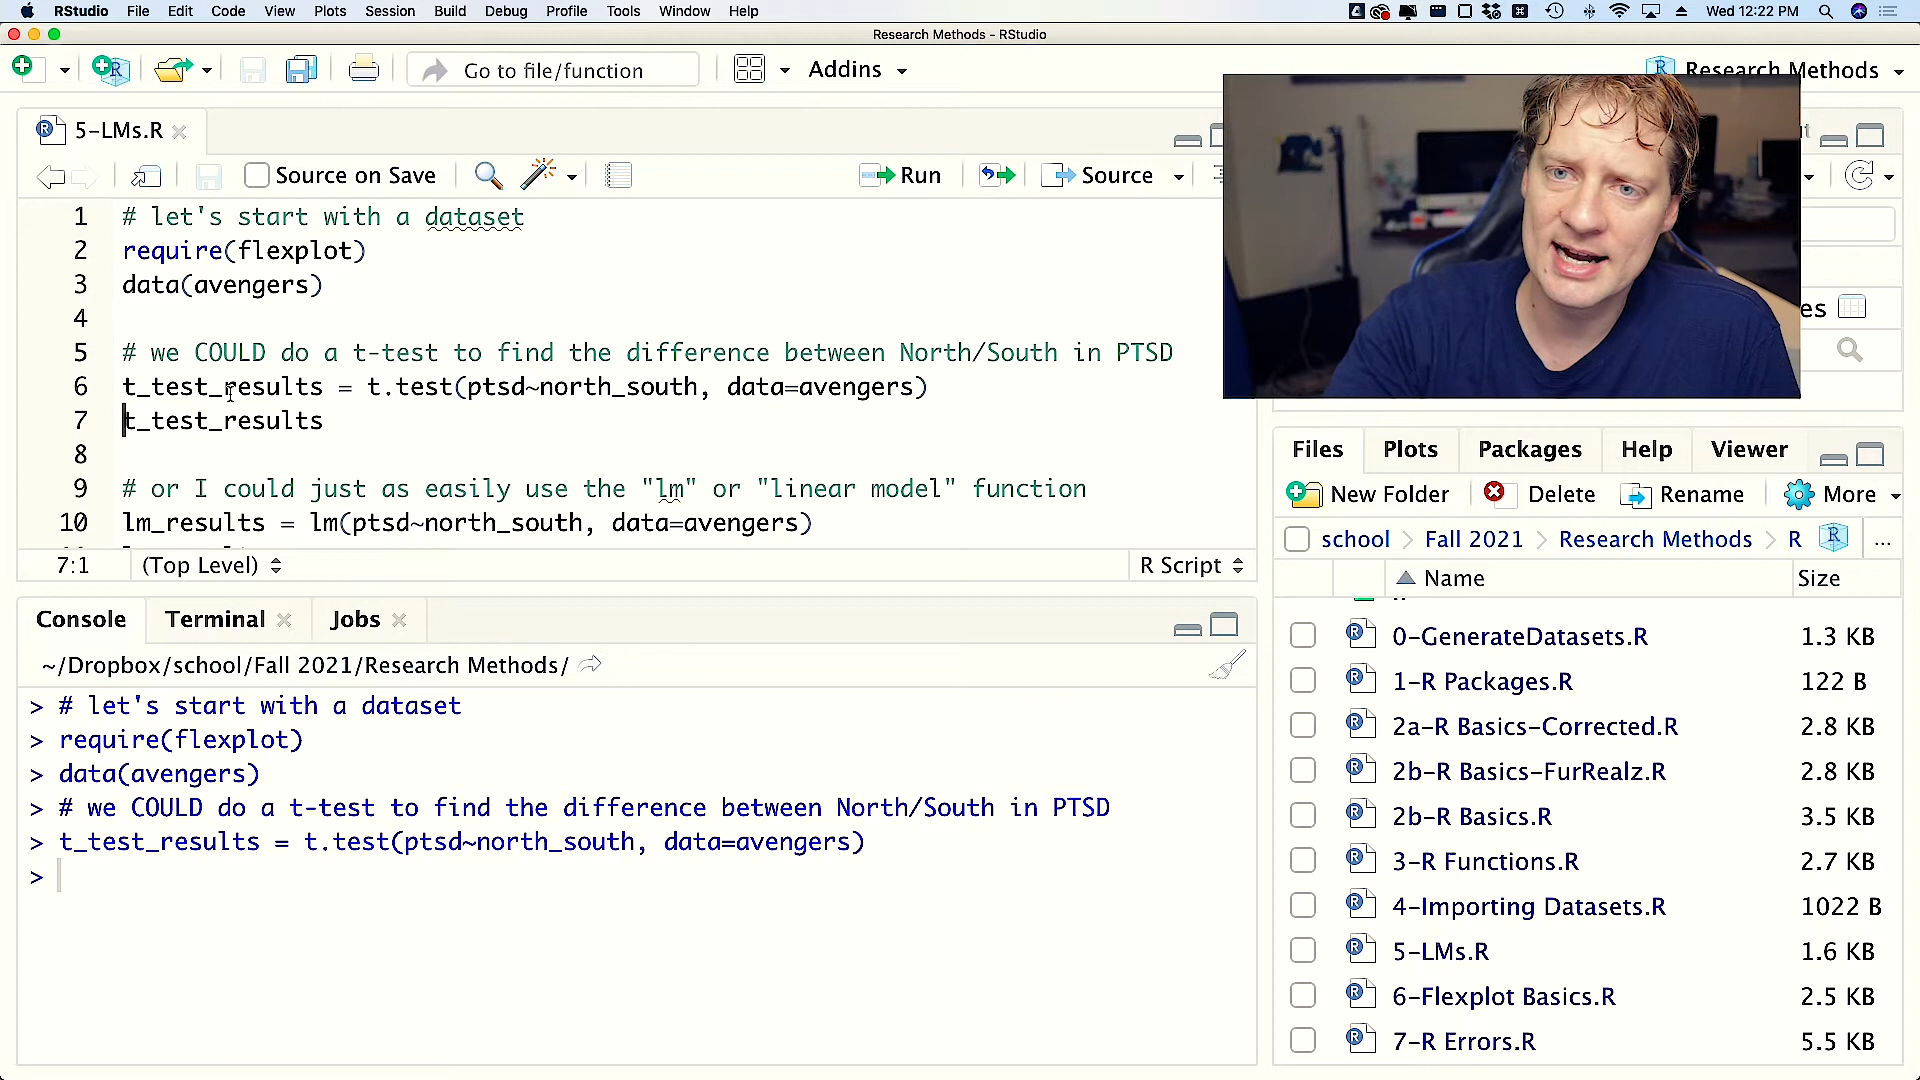 RStudio File Edit Code View Plots Session Build Debug Profile Tools Window Help Wed 12:22 PM
Research Methods - RStudio
Go to file/function Addins Research Methods
5-LMs.R
Source on Save Run Source
1 # let's start with a dataset
2 require(flexplot)
3 data(avengers)
4
5 # we COULD do a t-test to find the difference between North/South in PTSD
6 t_test_results = t.test(ptsd~north_south, data=avengers)
7 t_test_results
8
9 # or I could just as easily use the "lm" or "linear model" function
10 lm_results = lm(ptsd~north_south, data=avengers)
7:1 (Top Level) R Script
Console Terminal Jobs
~/Dropbox/school/Fall 2021/Research Methods/
> # let's start with a dataset
> require(flexplot)
> data(avengers)
> # we COULD do a t-test to find the difference between North/South in PTSD
> t_test_results = t.test(ptsd~north_south, data=avengers)
>
es
Files Plots Packages Help Viewer
New Folder Delete Rename More
school > Fall 2021 > Research Methods > R ...
Name Size
0-GenerateDatasets.R 1.3 KB
1-R Packages.R 122 B
2a-R Basics-Corrected.R 2.8 KB
2b-R Basics-FurRealz.R 2.8 KB
2b-R Basics.R 3.5 KB
3-R Functions.R 2.7 KB
4-Importing Datasets.R 1022 B
5-LMs.R 1.6 KB
6-Flexplot Basics.R 2.5 KB
7-R Errors.R 5.5 KB